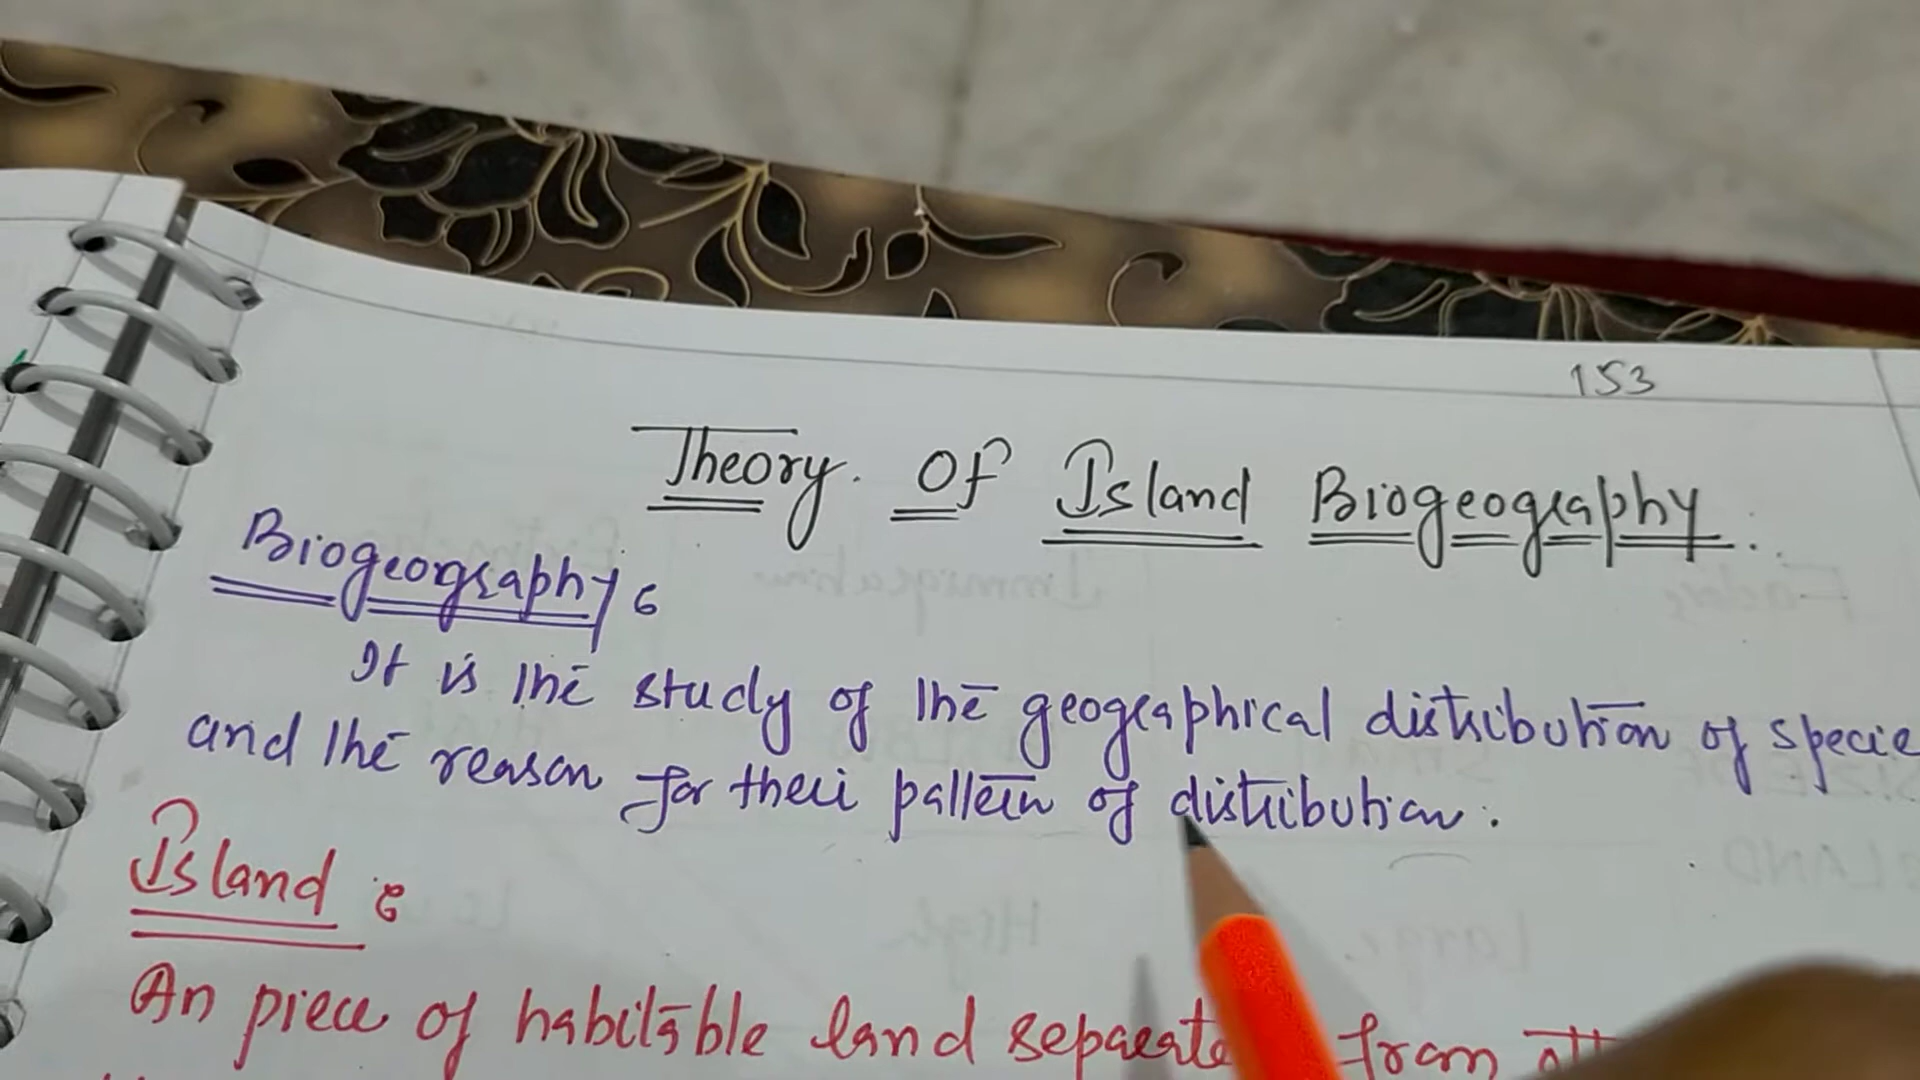 153
Theory. Of Island Biogeography.
Biogeorgraphy:
It is the study of the geographical distribution of specie
and the reason for their pattern of distribution.
Island:
An piece of habitable land separate from